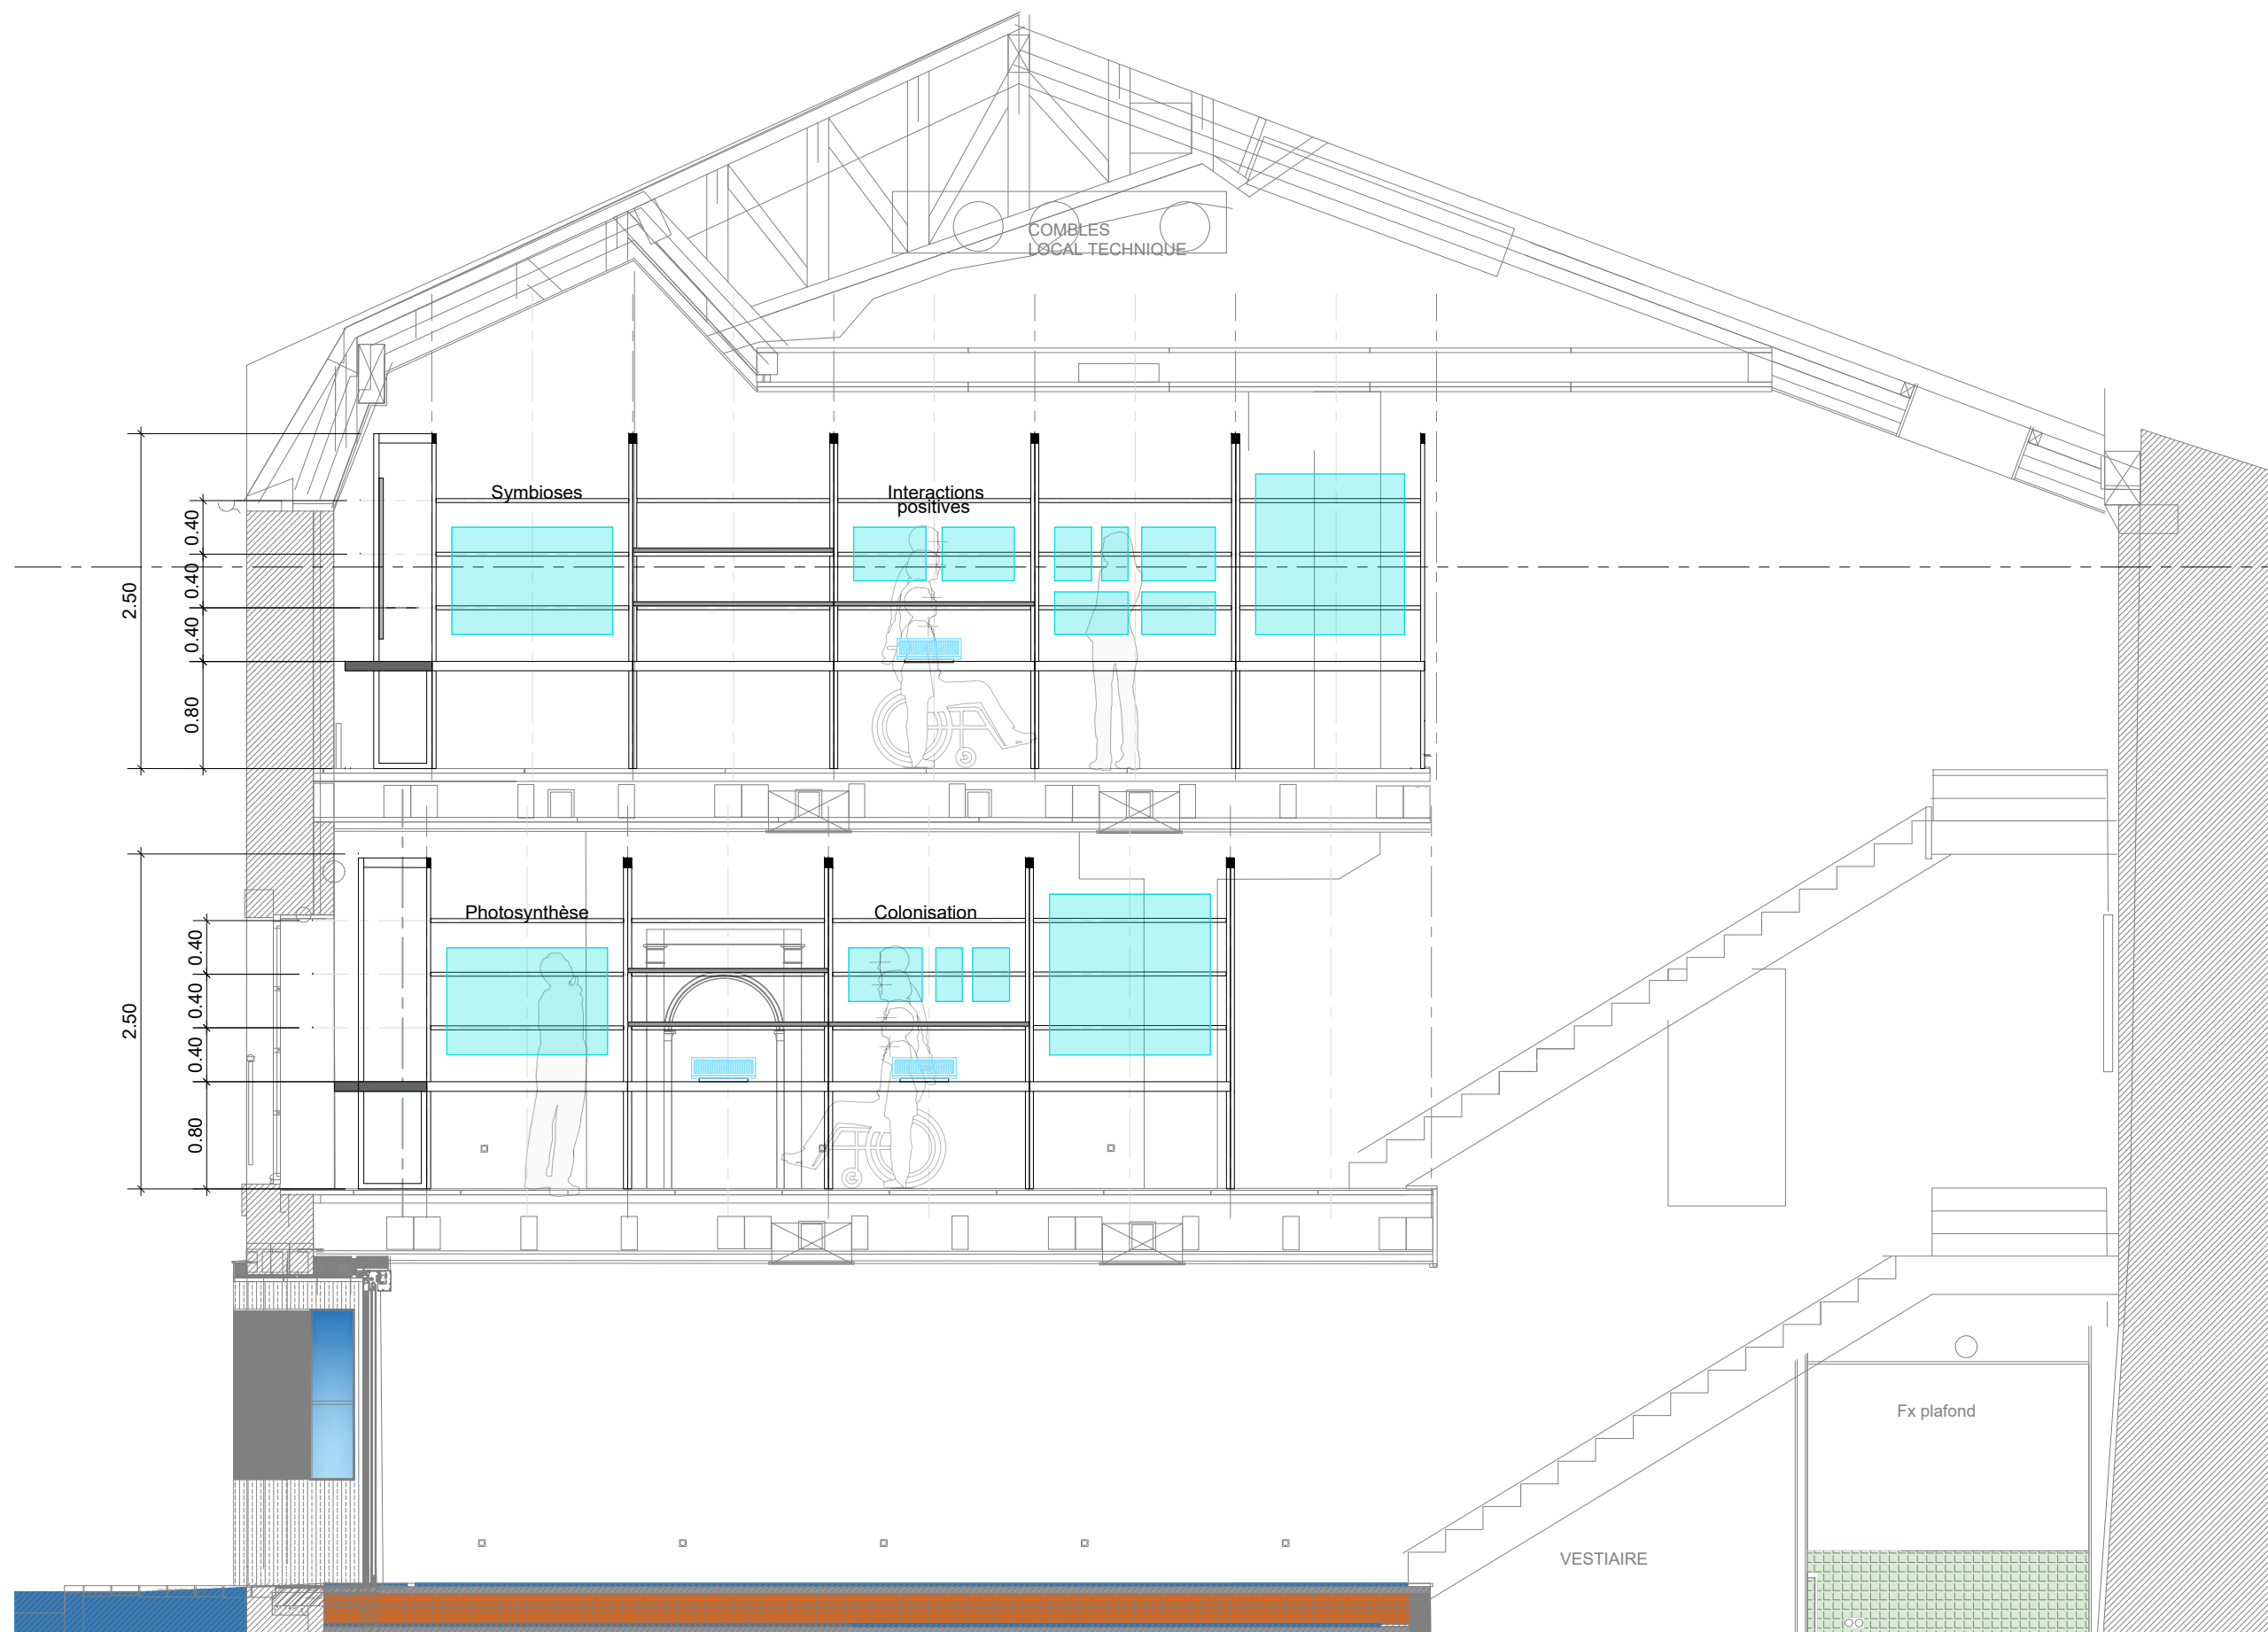 COMBLES
LOCAL TECHNIQUE
Symbioses
Interactions
positives
2.50
0.40
0.40
0.40
0.80
Photosynthèse
Colonisation
2.50
0.40
0.40
0.40
0.80
Fx plafond
VESTIAIRE